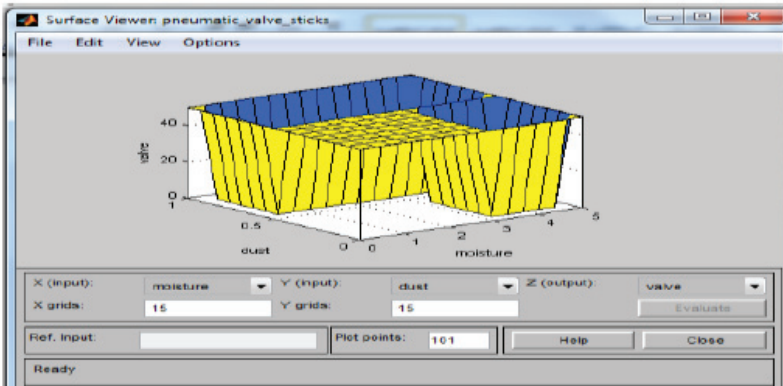 Surface Viewer: pneumatic_valve_sticks
File Edit View Options
valve
40
20
0
1
0.5
0
dust
0
1
2
3
4
5
moisture
X (input): moisture Y (input): dust Z (output): valve
X grids: 15 Y grids: 15 Evaluate
Ref. Input: Plot points: 101 Help Close
Ready